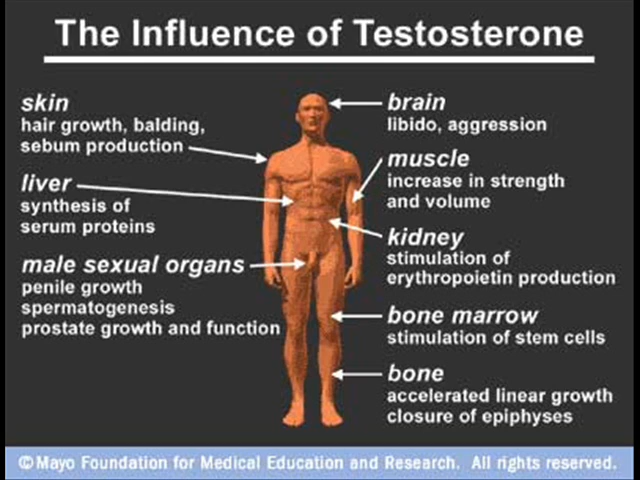 The Influence of Testosterone
skin
hair growth, balding,
sebum production
liver
synthesis of
serum proteins
male sexual organs
penile growth
spermatogenesis
prostate growth and function
brain
libido, aggression
muscle
increase in strength
and volume
kidney
stimulation of
erythropoietin production
bone marrow
stimulation of stem cells
bone
accelerated linear growth
closure of epiphyses
©Mayo Foundation for Medical Education and Research. All rights reserved.